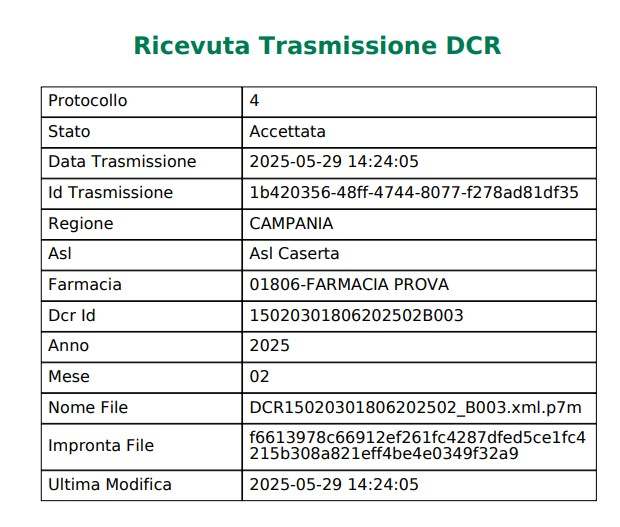 Ricevuta Trasmissione DCR
Protocollo 4
Stato Accettata
Data Trasmissione 2025-05-29 14:24:05
Id Trasmissione 1b420356-48ff-4744-8077-f278ad81df35
Regione CAMPANIA
Asl Asl Caserta
Farmacia 01806-FARMACIA PROVA
Dcr Id 15020301806202502B003
Anno 2025
Mese 02
Nome File DCR15020301806202502_B003.xml.p7m
Impronta File f6613978c66912ef261fc4287dfed5ce1fc4
215b308a821eff4be4e0349f32a9
Ultima Modifica 2025-05-29 14:24:05